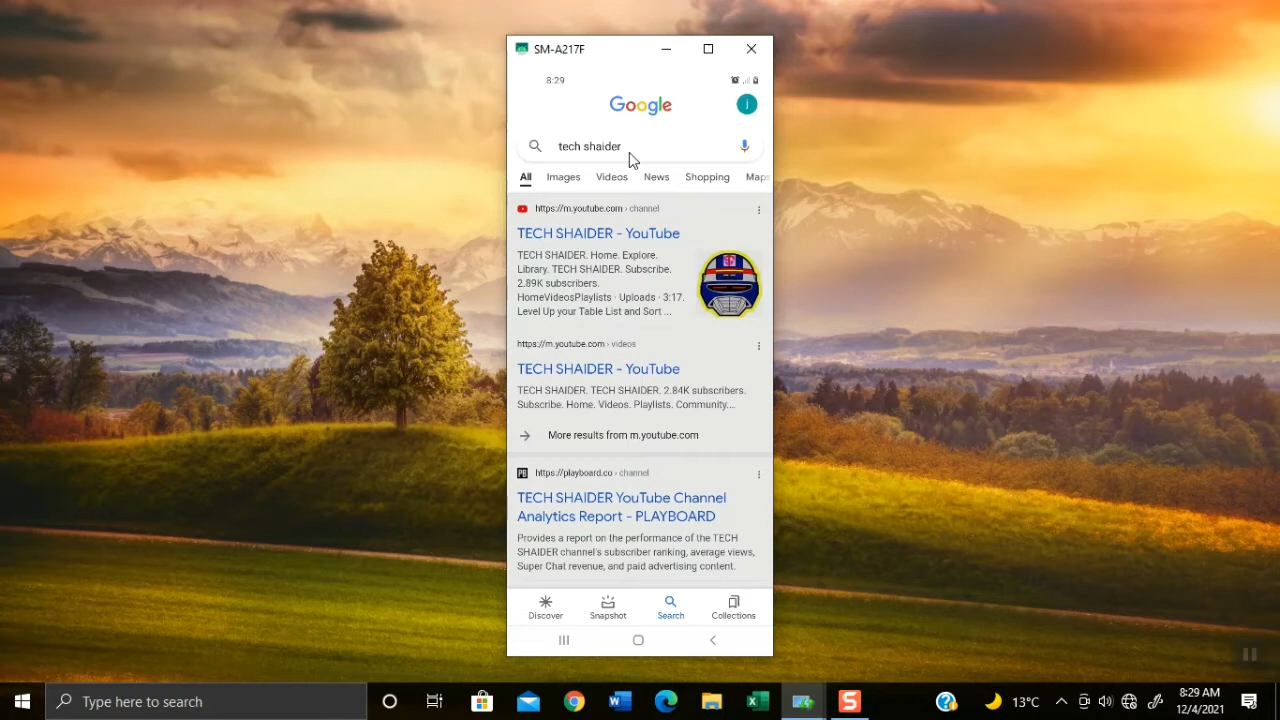 SM-A217F
8:29
Google
j
tech shaider
All Images Videos News Shopping Maps
https://m.youtube.com › channel
TECH SHAIDER - YouTube
TECH SHAIDER. Home. Explore.
Library. TECH SHAIDER. Subscribe.
2.89K subscribers.
HomeVideosPlaylists · Uploads · 3:17.
Level Up your Table List and Sort ...
https://m.youtube.com › videos
TECH SHAIDER - YouTube
TECH SHAIDER. TECH SHAIDER. 2.84K subscribers.
Subscribe. Home. Videos. Playlists. Community....
More results from m.youtube.com
PB https://playboard.co › channel
TECH SHAIDER YouTube Channel
Analytics Report - PLAYBOARD
Provides a report on the performance of the TECH
SHAIDER channel's subscriber ranking, average views,
Super Chat revenue, and paid advertising content.
Discover Snapshot Search Collections
Type here to search
13°C
8:29 AM
12/4/2021